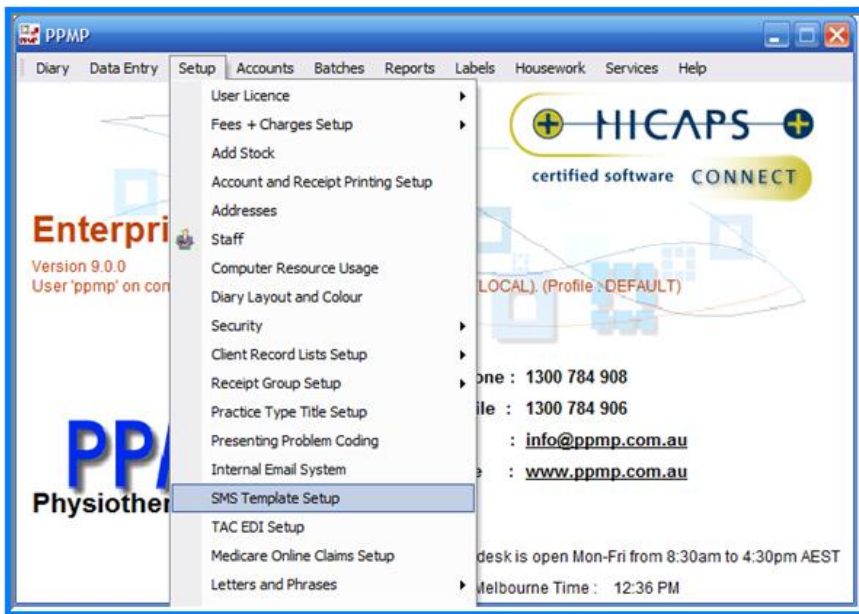 PPMP
Diary Data Entry Setup Accounts Batches Reports Labels Housework Services Help
User Licence
Fees + Charges Setup
Add Stock
Account and Receipt Printing Setup
Addresses
Staff
Computer Resource Usage
Diary Layout and Colour
Security
Client Record Lists Setup
Receipt Group Setup
Practice Type Title Setup
Presenting Problem Coding
Internal Email System
SMS Template Setup
TAC EDI Setup
Medicare Online Claims Setup
Letters and Phrases
HICAPS
certified software CONNECT
Enterpri
Version 9.0.0
User 'ppmp' on con
LOCAL). (Profile : DEFAULT)
one : 1300 784 908
ile : 1300 784 906
: info@ppmp.com.au
: www.ppmp.com.au
PP
Physiother
desk is open Mon-Fri from 8:30am to 4:30pm AEST
Melbourne Time : 12:36 PM